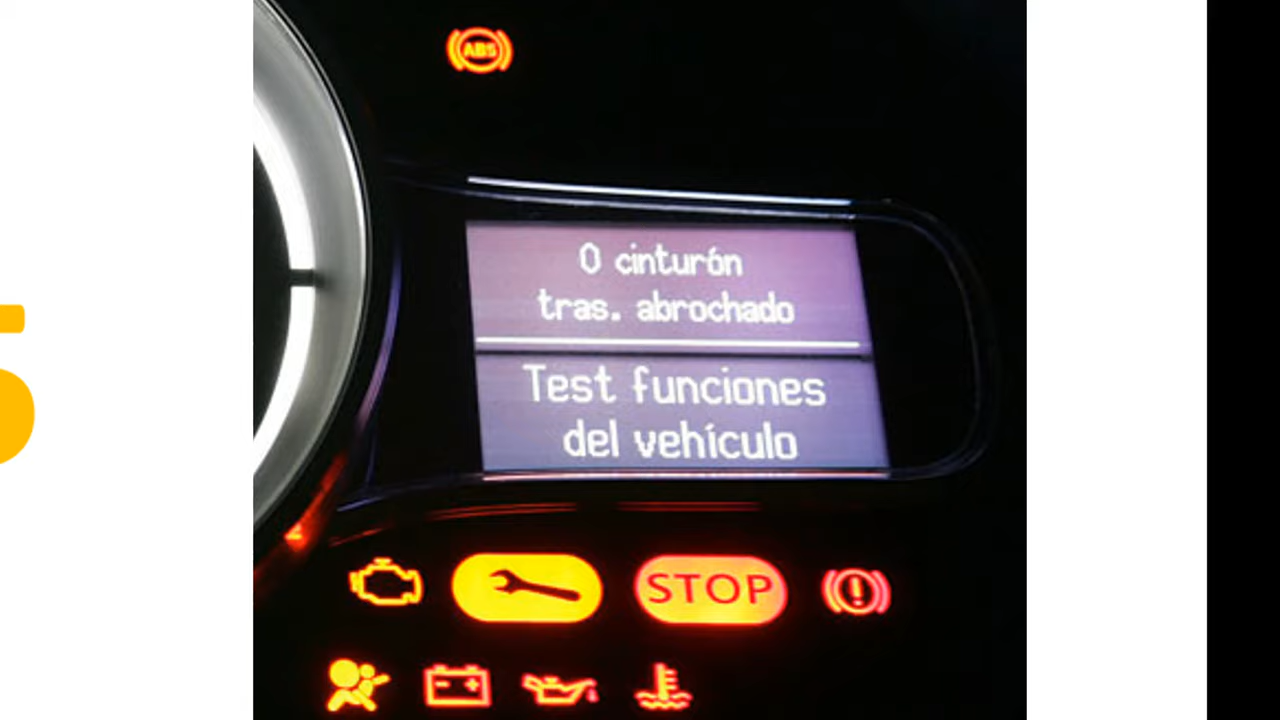 ABS
0 cinturón
tras. abrochado
Test funciones
del vehículo
STOP